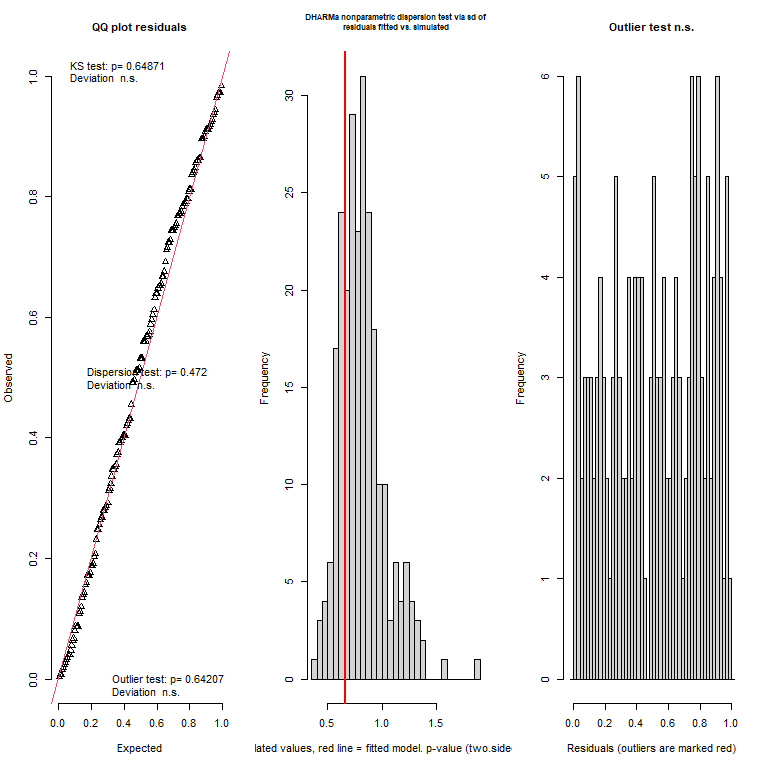 QQ plot residuals
KS test: p= 0.64871
Deviation n.s.
Dispersion test: p= 0.472
Deviation n.s.
Outlier test: p= 0.64207
Deviation n.s.
Observed
0.0 0.2 0.4 0.6 0.8 1.0
0.0 0.2 0.4 0.6 0.8 1.0
Expected
DHARMa nonparametric dispersion test via sd of
residuals fitted vs. simulated
Frequency
0 5 10 15 20 25 30
0.5 1.0 1.5
lated values, red line = fitted model. p-value (two.side
Outlier test n.s.
Frequency
0 1 2 3 4 5 6
0.0 0.2 0.4 0.6 0.8 1.0
Residuals (outliers are marked red)